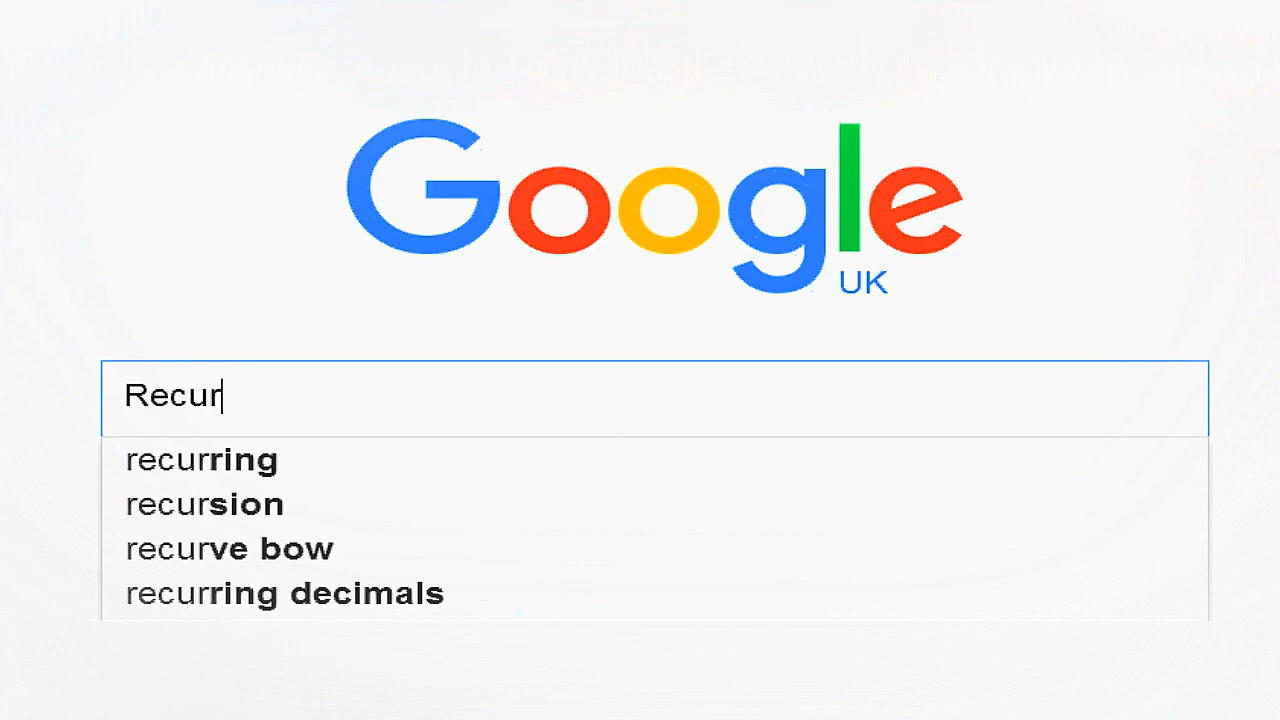 Google
UK
Recur
recurring
recursion
recurve bow
recurring decimals